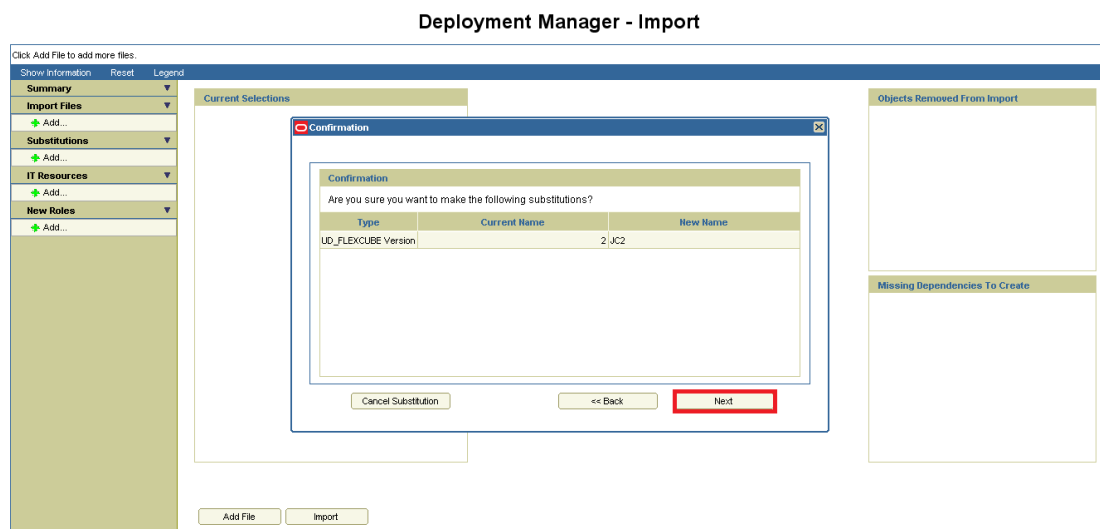 Deployment Manager - Import
Click Add File to add more files.
Show Information Reset Legend
Summary
Import Files
Add...
Substitutions
Add...
IT Resources
Add...
New Roles
Add...
Current Selections
Objects Removed From Import
Missing Dependencies To Create
Confirmation
Confirmation
Are you sure you want to make the following substitutions?
Type Current Name New Name
UD_FLEXCUBE Version 2 JC2
Cancel Substitution << Back Next
Add File Import